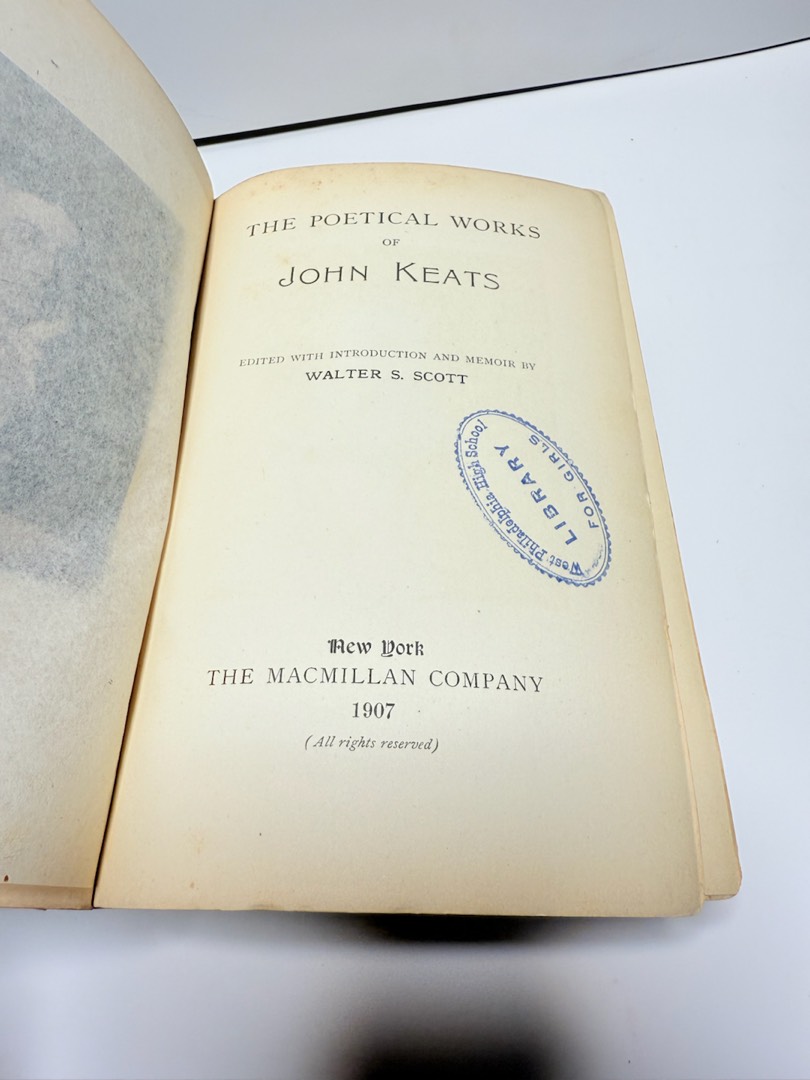 THE POETICAL WORKS
OF
JOHN KEATS
EDITED WITH INTRODUCTION AND MEMOIR BY
WALTER S. SCOTT
West Philadelphia High School
LIBRARY
FOR GIRLS
New York
THE MACMILLAN COMPANY
1907
(All rights reserved)